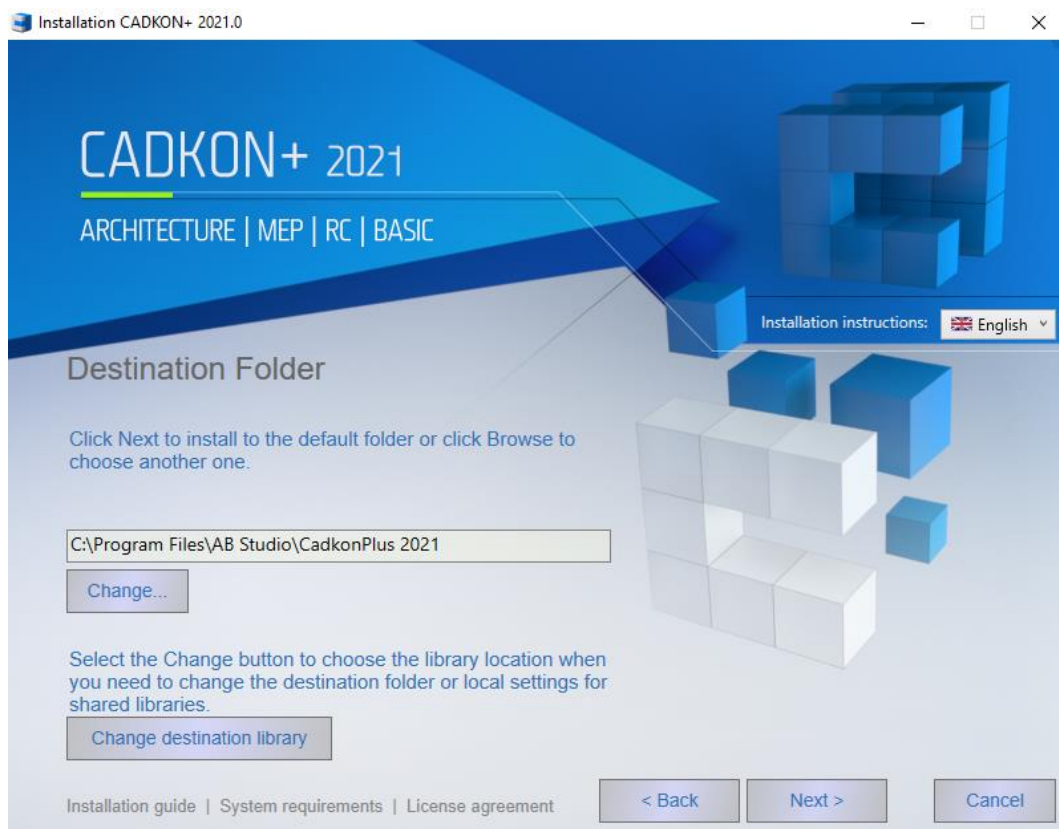 Installation CADKON+ 2021.0
CADKON+ 2021
ARCHITECTURE | MEP | RC | BASIC
Installation instructions: English
Destination Folder
Click Next to install to the default folder or click Browse to
choose another one.
C:\Program Files\AB Studio\CadkonPlus 2021
Change...
Select the Change button to choose the library location when
you need to change the destination folder or local settings for
shared libraries.
Change destination library
Installation guide | System requirements | License agreement
< Back Next > Cancel